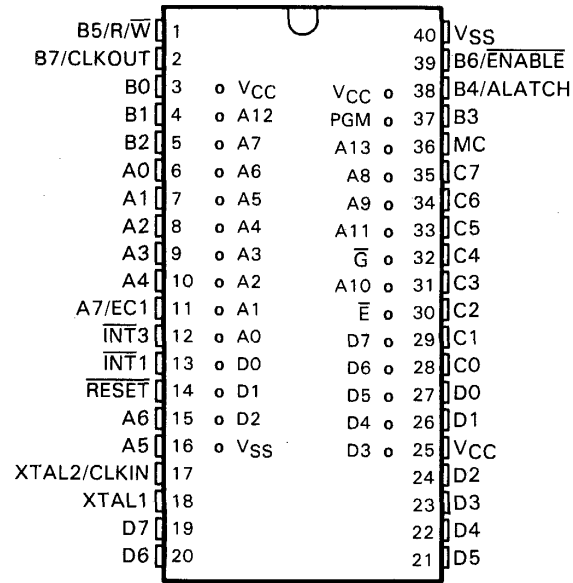 B5/R/W̅ 1 40 VSS
B7/CLKOUT 2 39 B6/E̅N̅A̅B̅L̅E̅
B0 3 o VCC VCC o 38 B4/ALATCH
B1 4 o A12 PGM o 37 B3
B2 5 o A7 A13 o 36 MC
A0 6 o A6 A8 o 35 C7
A1 7 o A5 A9 o 34 C6
A2 8 o A4 A11 o 33 C5
A3 9 o A3 G̅ o 32 C4
A4 10 o A2 A10 o 31 C3
A7/EC1 11 o A1 E̅ o 30 C2
I̅N̅T̅3 12 o A0 D7 o 29 C1
I̅N̅T̅1 13 o D0 D6 o 28 C0
R̅E̅S̅E̅T̅ 14 o D1 D5 o 27 D0
A6 15 o D2 D4 o 26 D1
A5 16 o VSS D3 o 25 VCC
XTAL2/CLKIN 17 24 D2
XTAL1 18 23 D3
D7 19 22 D4
D6 20 21 D5